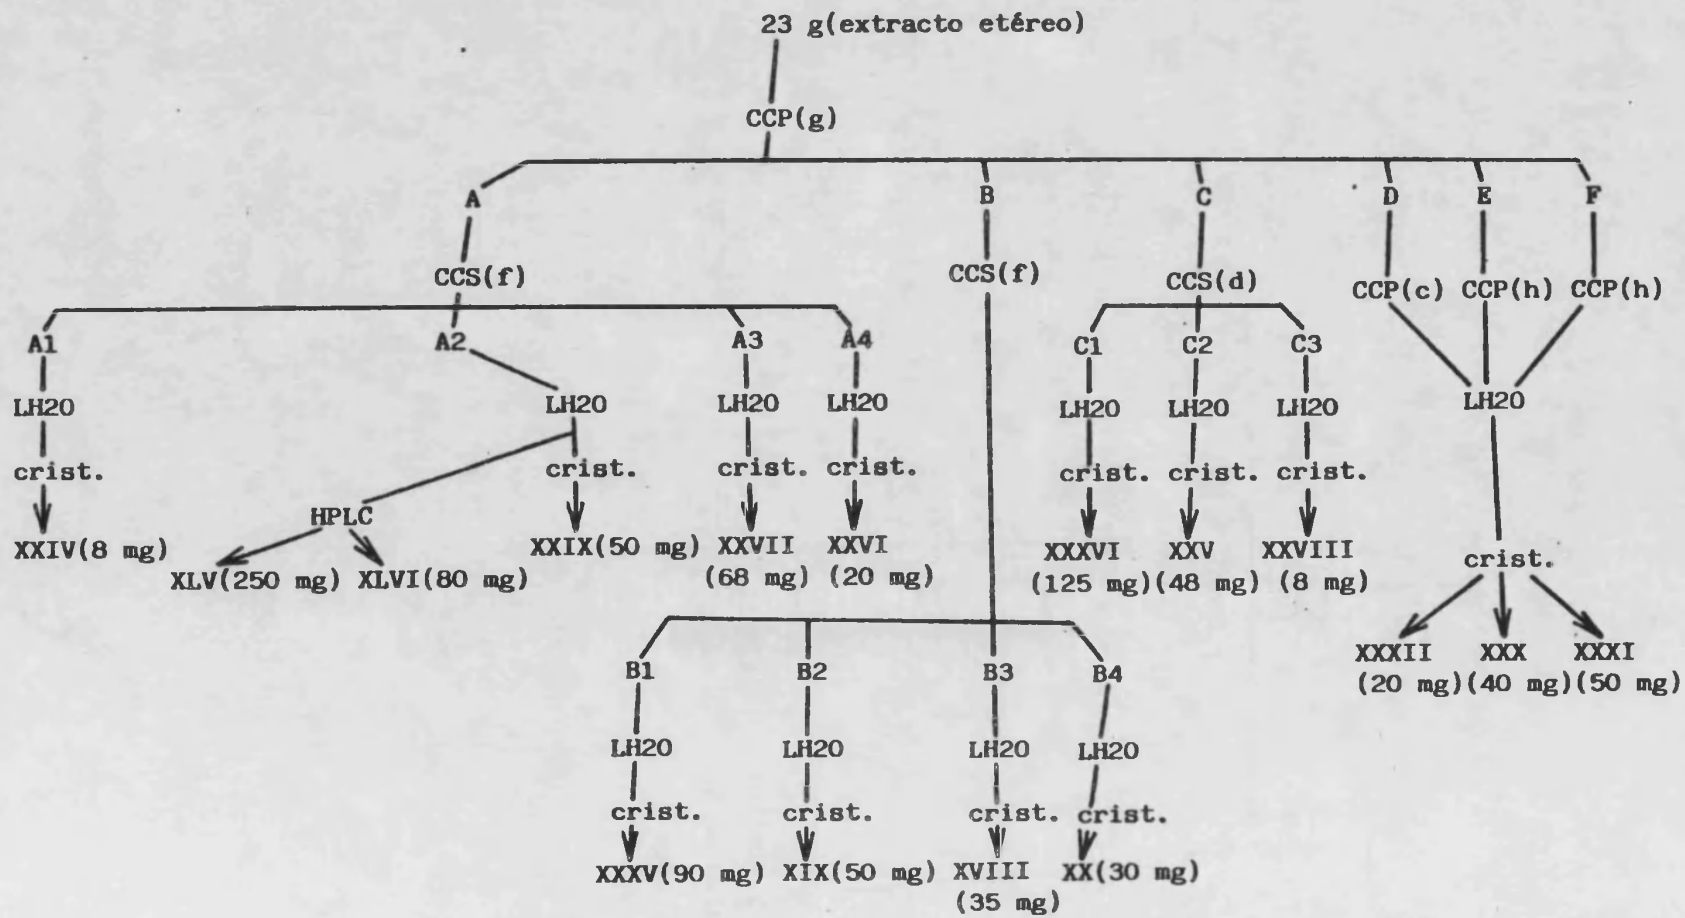 23 g(extracto etéreo)
CCP(g)
A B C D E F
CCS(f) CCS(f) CCS(d) CCP(c) CCP(h) CCP(h)
A1 A2 A3 A4 C1 C2 C3
LH20 LH20 LH20 LH20 LH20 LH20 LH20 LH20
crist. crist. crist. crist. crist. crist. crist.
HPLC
XXIV(8 mg) XXIX(50 mg) XXVII XXVI XXXVI XXV XXVIII crist.
XLV(250 mg) XLVI(80 mg) (68 mg) (20 mg) (125 mg) (48 mg) (8 mg)
XXXII XXX XXXI
(20 mg) (40 mg) (50 mg)
B1 B2 B3 B4
LH20 LH20 LH20 LH20
crist. crist. crist. crist.
XXXV(90 mg) XIX(50 mg) XVIII XX(30 mg)
(35 mg)